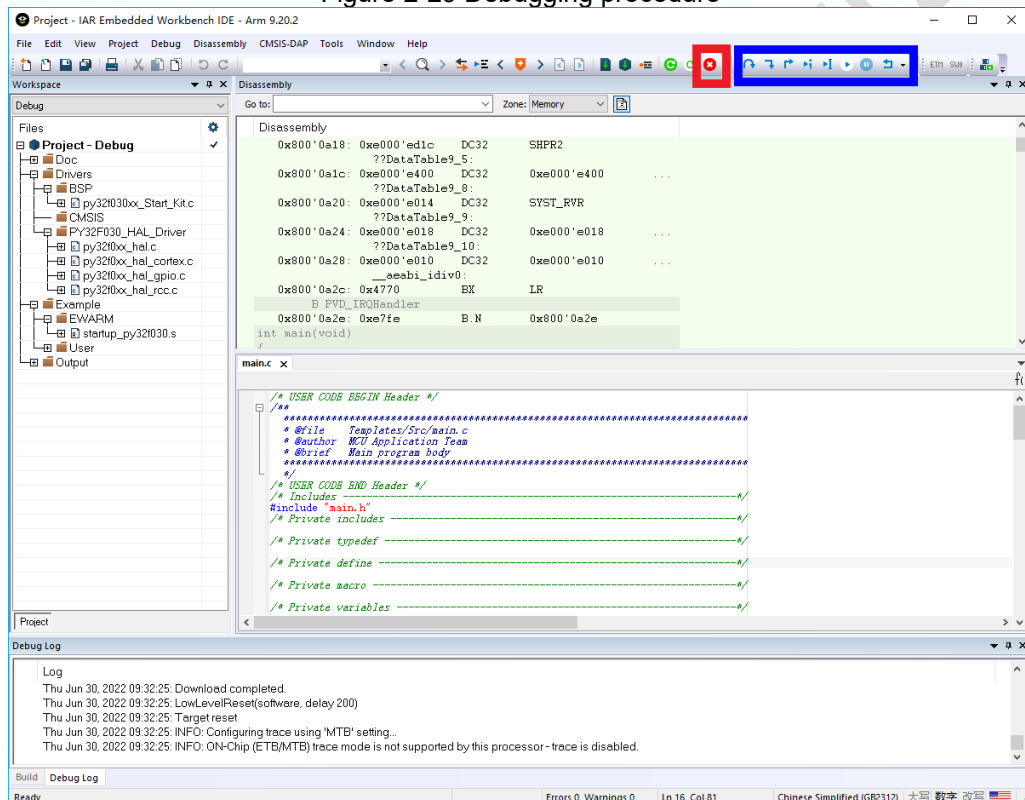 Figure 2-29 Debugging procedure
Project - IAR Embedded Workbench IDE - Arm 9.20.2
File Edit View Project Debug Disassembly CMSIS-DAP Tools Window Help
ETM SWO
Workspace
Debug
Files
Project - Debug
Doc
Drivers
BSP
py32f030xx_Start_Kit.c
CMSIS
PY32F030_HAL_Driver
py32f0xx_hal.c
py32f0xx_hal_cortex.c
py32f0xx_hal_gpio.c
py32f0xx_hal_rcc.c
Example
EWARM
startup_py32f030.s
User
Output
Project
Disassembly
Go to: Zone: Memory
Disassembly
0x800'0a18: 0xe000'ed1c DC32 SHPR2
??DataTable9_5:
0x800'0a1c: 0xe000'e400 DC32 0xe000'e400 ...
??DataTable9_8:
0x800'0a20: 0xe000'e014 DC32 SYST_RVR
??DataTable9_9:
0x800'0a24: 0xe000'e018 DC32 0xe000'e018 ...
??DataTable9_10:
0x800'0a28: 0xe000'e010 DC32 0xe000'e010 ...
__aeabi_idiv0:
0x800'0a2c: 0x4770 BX LR
B PVD_IRQHandler
0x800'0a2e: 0xe7fe B.N 0x800'0a2e
int main(void)
{
main.c
/* USER CODE BEGIN Header */
/**
******************************************************************************
* @file Templates/Src/main.c
* @author MCU Application Team
* @brief Main program body
******************************************************************************
*/
/* USER CODE END Header */
/* Includes ------------------------------------------------------------------*/
#include "main.h"
/* Private includes ----------------------------------------------------------*/
/* Private typedef -----------------------------------------------------------*/
/* Private define ------------------------------------------------------------*/
/* Private macro -------------------------------------------------------------*/
/* Private variables ---------------------------------------------------------*/
Debug Log
Log
Thu Jun 30, 2022 09:32:25: Download completed.
Thu Jun 30, 2022 09:32:25: LowLevelReset(software, delay 200)
Thu Jun 30, 2022 09:32:25: Target reset
Thu Jun 30, 2022 09:32:25: INFO: Configuring trace using 'MTB' setting...
Thu Jun 30, 2022 09:32:25: INFO: ON-Chip (ETB/MTB) trace mode is not supported by this processor - trace is disabled.
Build Debug Log
Ready Errors 0, Warnings 0 Ln 16, Col 81 Chinese Simplified (GB2312) 大写 数字 改写